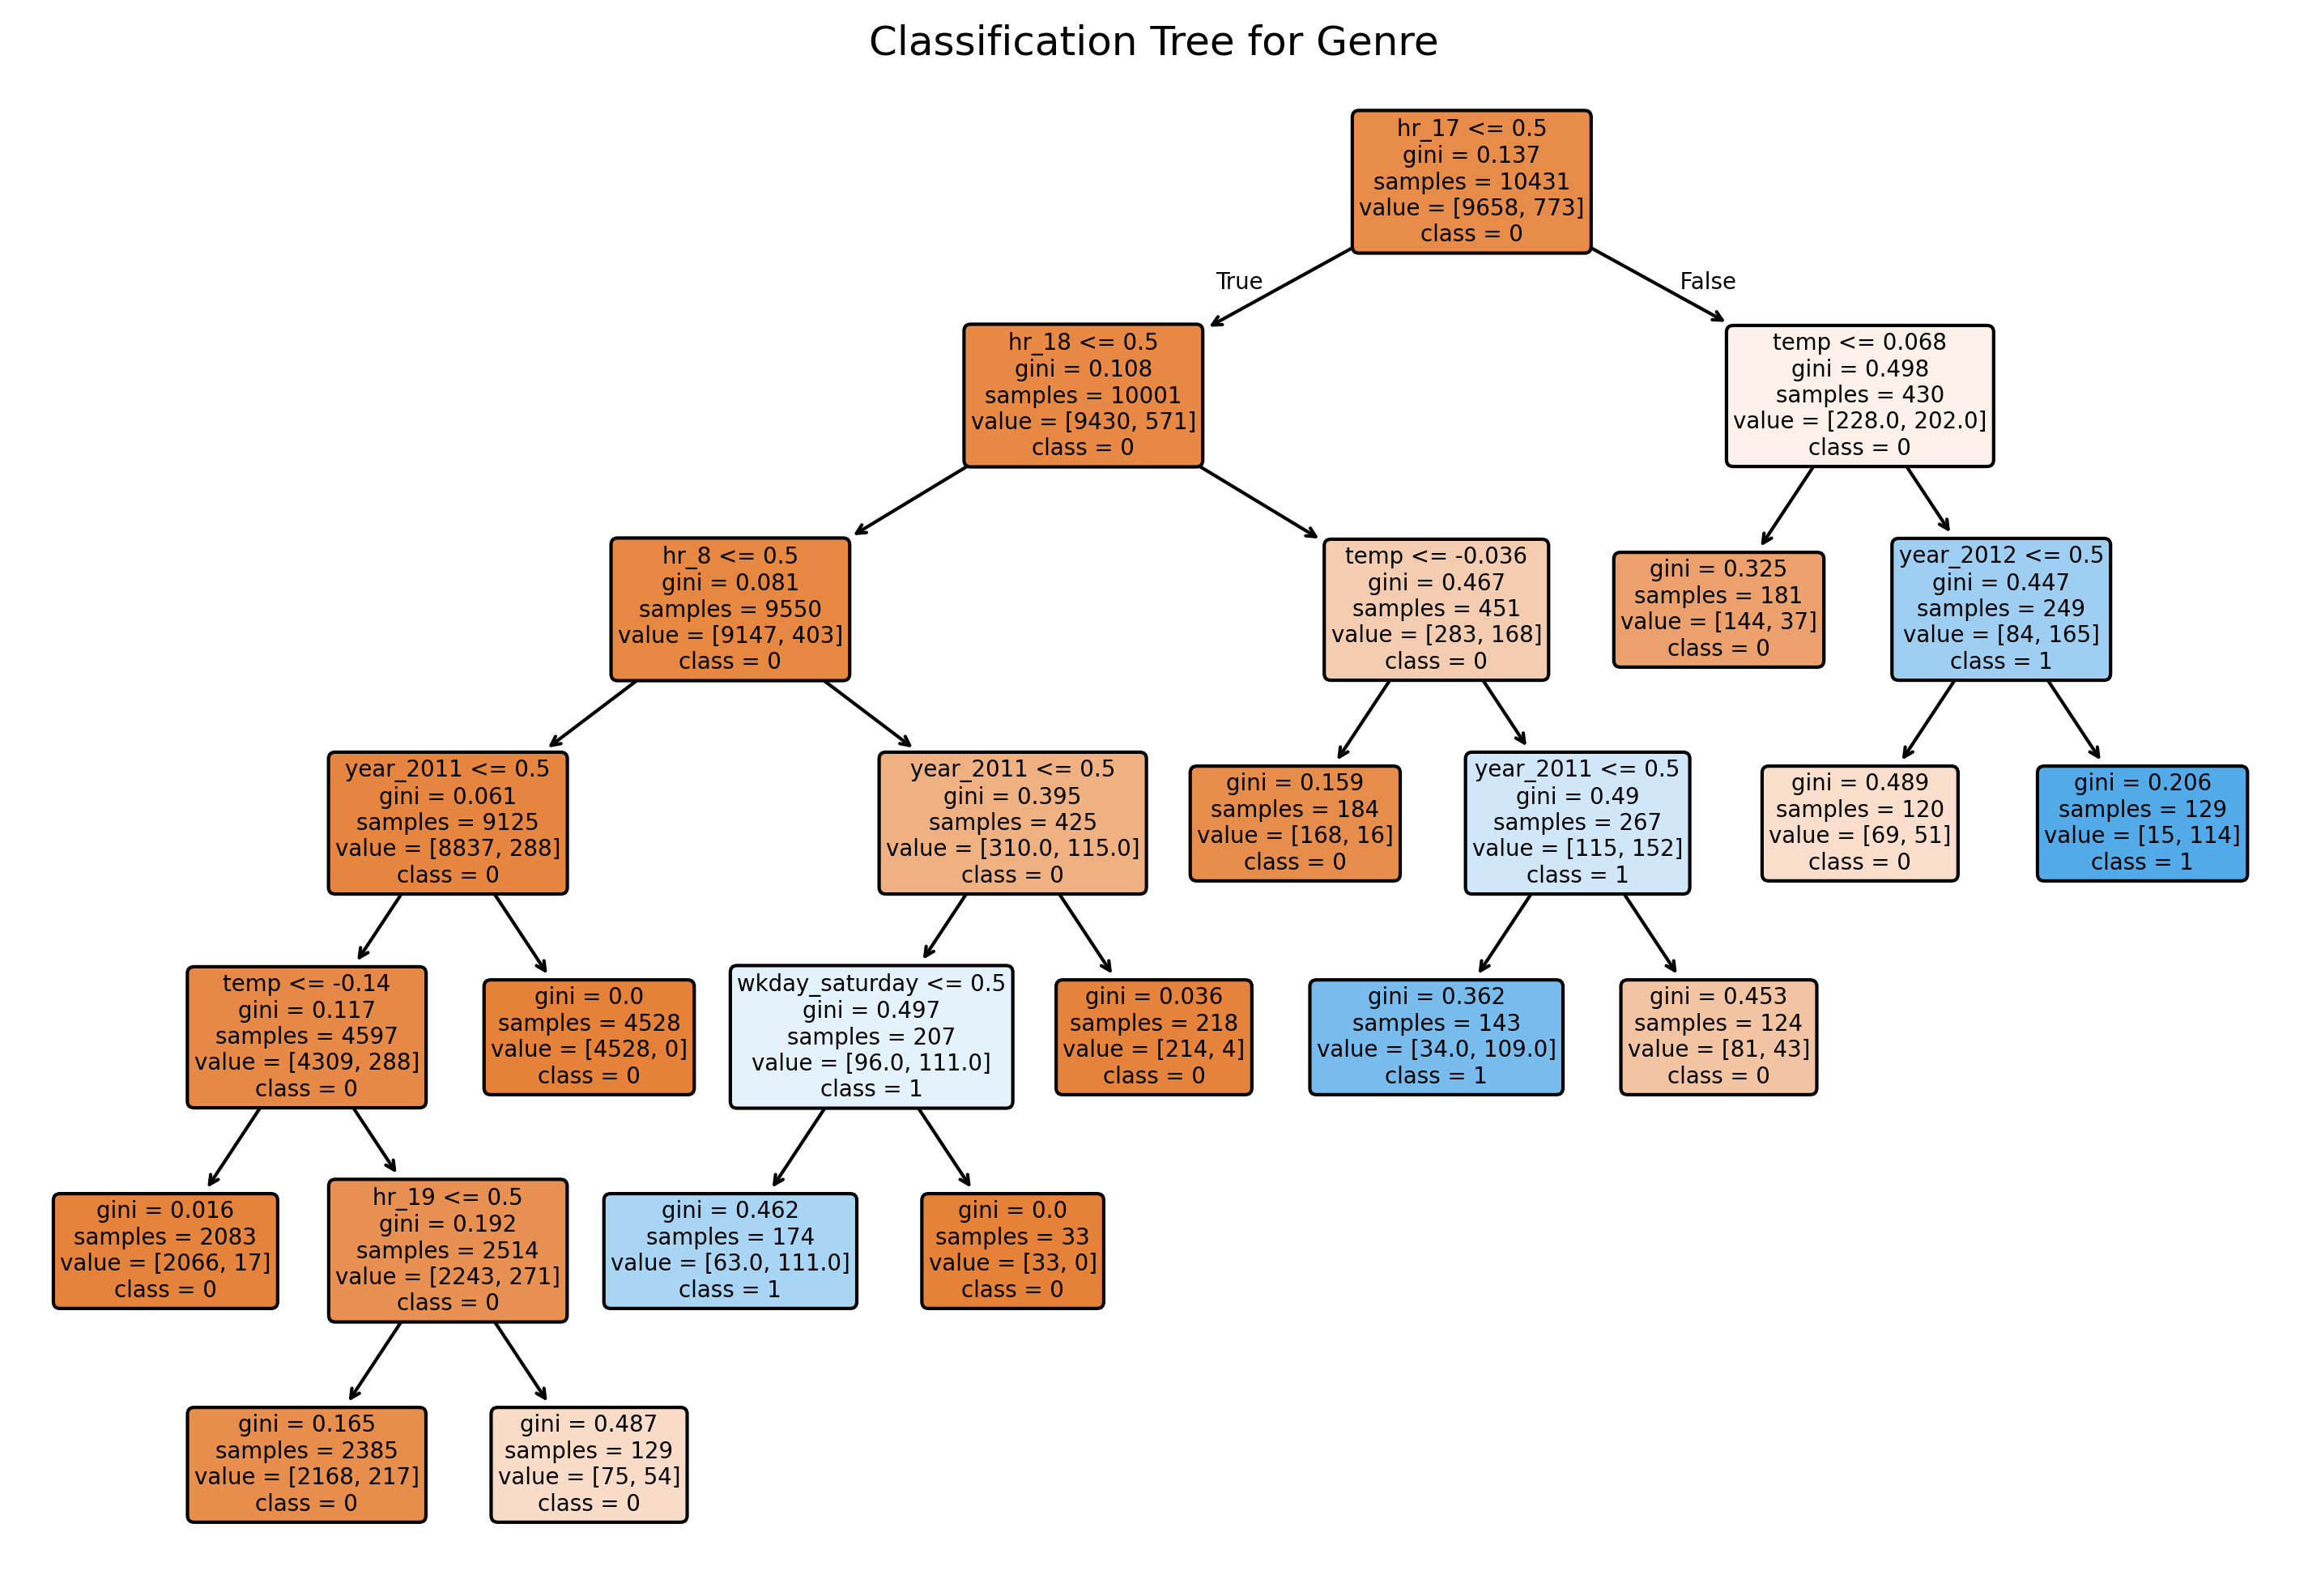 Classification Tree for Genre
hr_17 <= 0.5
gini = 0.137
samples = 10431
value = [9658, 773]
class = 0
True
False
hr_18 <= 0.5
gini = 0.108
samples = 10001
value = [9430, 571]
class = 0
temp <= 0.068
gini = 0.498
samples = 430
value = [228.0, 202.0]
class = 0
hr_8 <= 0.5
gini = 0.081
samples = 9550
value = [9147, 403]
class = 0
temp <= -0.036
gini = 0.467
samples = 451
value = [283, 168]
class = 0
gini = 0.325
samples = 181
value = [144, 37]
class = 0
year_2012 <= 0.5
gini = 0.447
samples = 249
value = [84, 165]
class = 1
year_2011 <= 0.5
gini = 0.061
samples = 9125
value = [8837, 288]
class = 0
year_2011 <= 0.5
gini = 0.395
samples = 425
value = [310.0, 115.0]
class = 0
gini = 0.159
samples = 184
value = [168, 16]
class = 0
year_2011 <= 0.5
gini = 0.49
samples = 267
value = [115, 152]
class = 1
gini = 0.489
samples = 120
value = [69, 51]
class = 0
gini = 0.206
samples = 129
value = [15, 114]
class = 1
temp <= -0.14
gini = 0.117
samples = 4597
value = [4309, 288]
class = 0
gini = 0.0
samples = 4528
value = [4528, 0]
class = 0
wkday_saturday <= 0.5
gini = 0.497
samples = 207
value = [96.0, 111.0]
class = 1
gini = 0.036
samples = 218
value = [214, 4]
class = 0
gini = 0.362
samples = 143
value = [34.0, 109.0]
class = 1
gini = 0.453
samples = 124
value = [81, 43]
class = 0
gini = 0.016
samples = 2083
value = [2066, 17]
class = 0
hr_19 <= 0.5
gini = 0.192
samples = 2514
value = [2243, 271]
class = 0
gini = 0.462
samples = 174
value = [63.0, 111.0]
class = 1
gini = 0.0
samples = 33
value = [33, 0]
class = 0
gini = 0.165
samples = 2385
value = [2168, 217]
class = 0
gini = 0.487
samples = 129
value = [75, 54]
class = 0